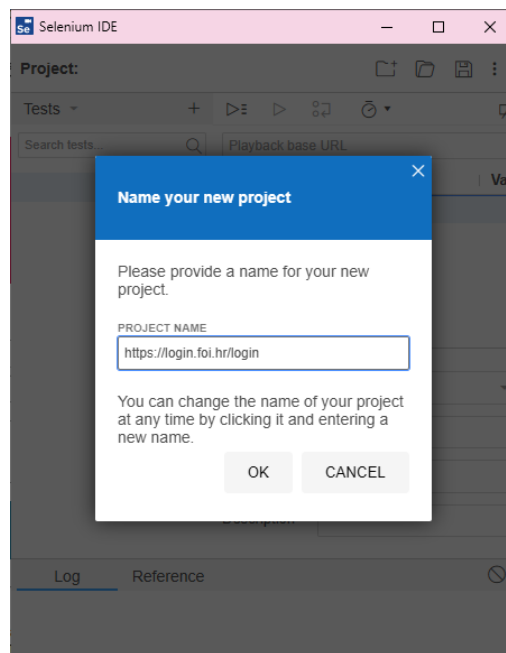 Se Selenium IDE
Project:
Tests
Search tests...
Playback base URL
Va
Name your new project
Please provide a name for your new
project.
PROJECT NAME
https://login.foi.hr/login
You can change the name of your project
at any time by clicking it and entering a
new name.
OK CANCEL
Description
Log Reference